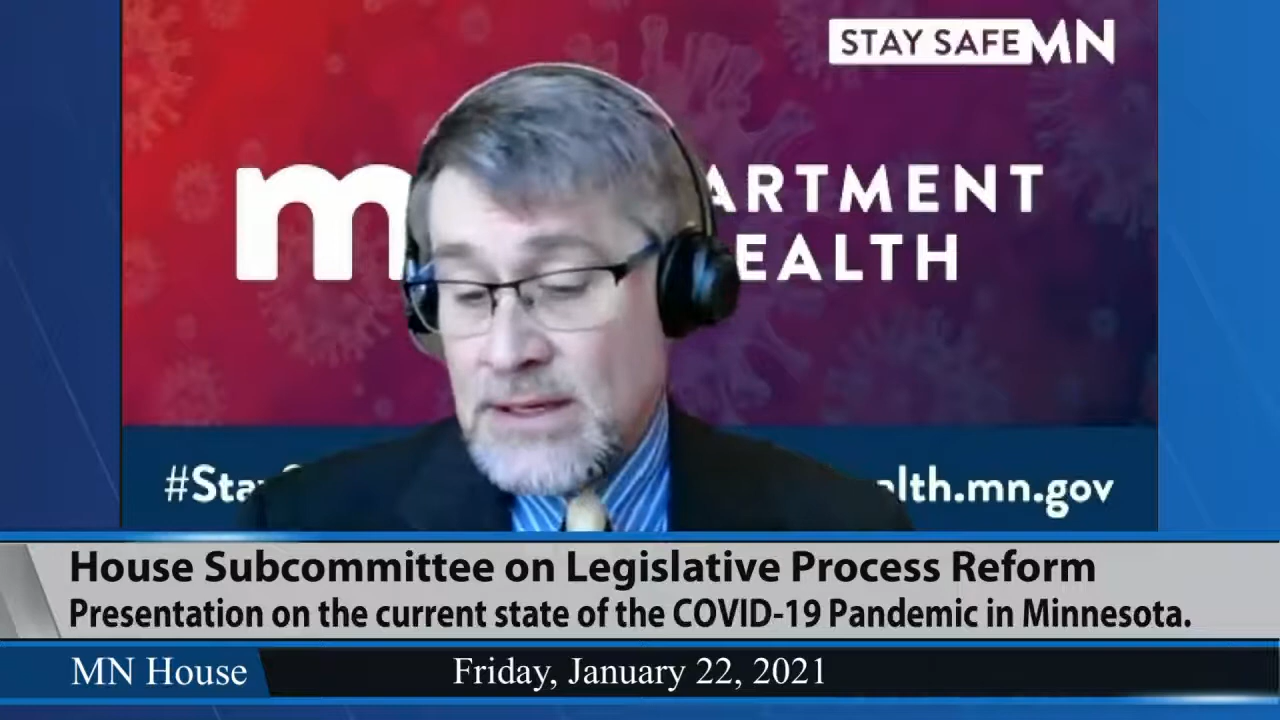 STAY SAFE MN
m ARTMENT
EALTH
#Sta lth.mn.gov
House Subcommittee on Legislative Process Reform
Presentation on the current state of the COVID-19 Pandemic in Minnesota.
MN House Friday, January 22, 2021